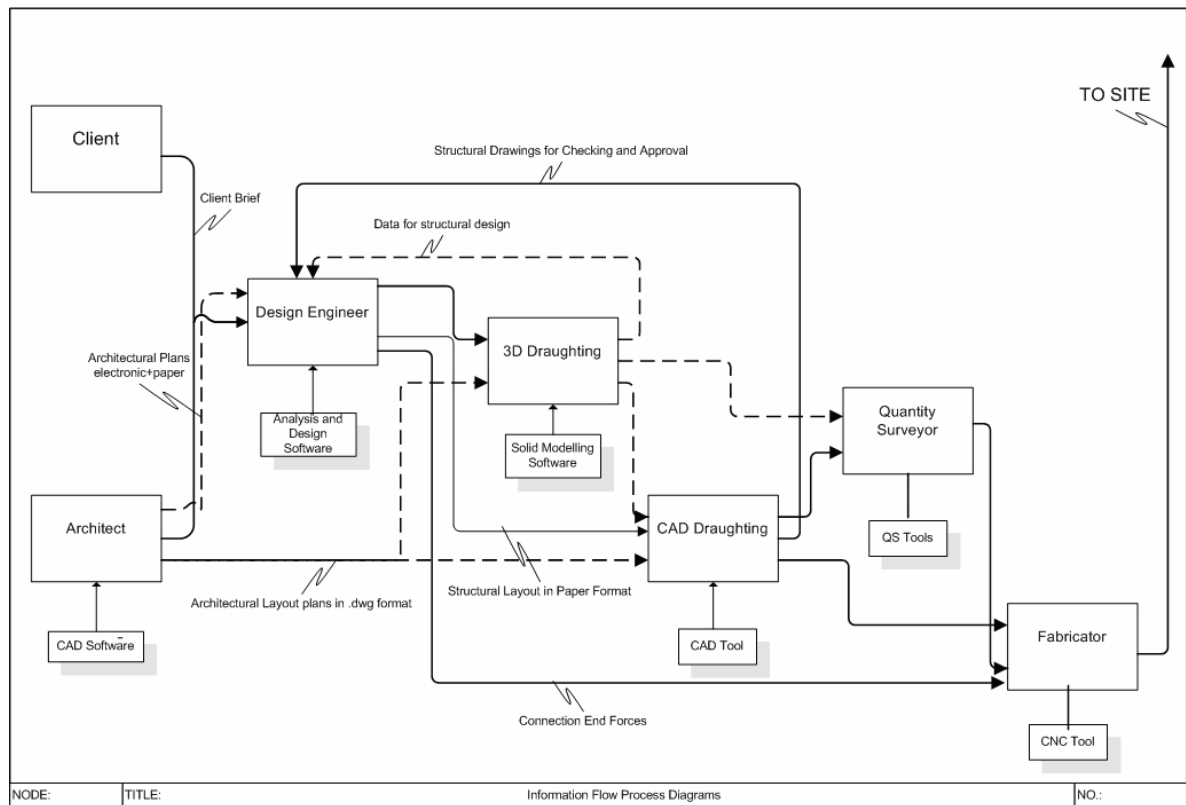 TO SITE
Client
Structural Drawings for Checking and Approval
Client Brief
Data for structural design
Design Engineer
3D Draughting
Architectural Plans
electronic+paper
Quantity
Surveyor
Analysis and
Design
Software
Solid Modelling
Software
Architect
CAD Draughting
QS Tools
Structural Layout in Paper Format
Architectural Layout plans in .dwg format
CAD Software
CAD Tool
Fabricator
Connection End Forces
CNC Tool
NODE:
TITLE:
Information Flow Process Diagrams
NO.: